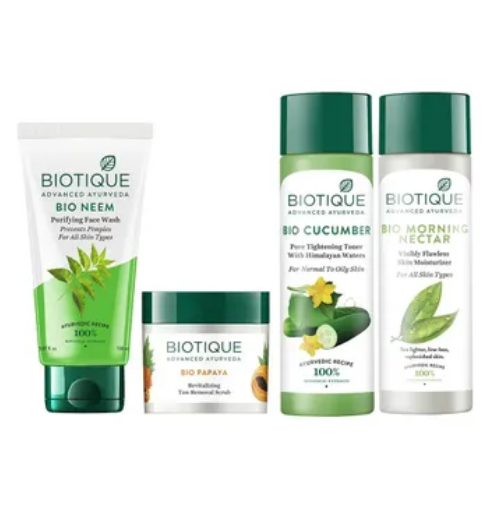 BIOTIQUE
ADVANCED AYURVEDA
BIO NEEM
Purifying Face Wash
Prevents Pimples
For All Skin Types
AYURVEDIC RECIPE
100%
BIOTIQUE
ADVANCED AYURVEDA
BIO PAPAYA
Revitalizing
Tan-Removal Scrub
BIOTIQUE
ADVANCED AYURVEDA
BIO CUCUMBER
Pore Tightening Toner
With Himalayan Waters
For Normal To Oily Skin
AYURVEDIC RECIPE
100%
BIOTIQUE
ADVANCED AYURVEDA
BIO MORNING
NECTAR
Visibly Flawless
Skin Moisturizer
For All Skin Types
AYURVEDIC RECIPE
100%